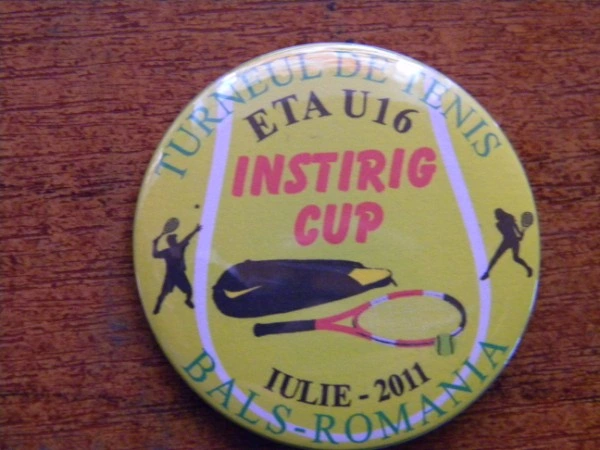 TURNEUL DE TENIS
ETA U16
INSTIRIG
CUP
IULIE - 2011
BALS-ROMANIA